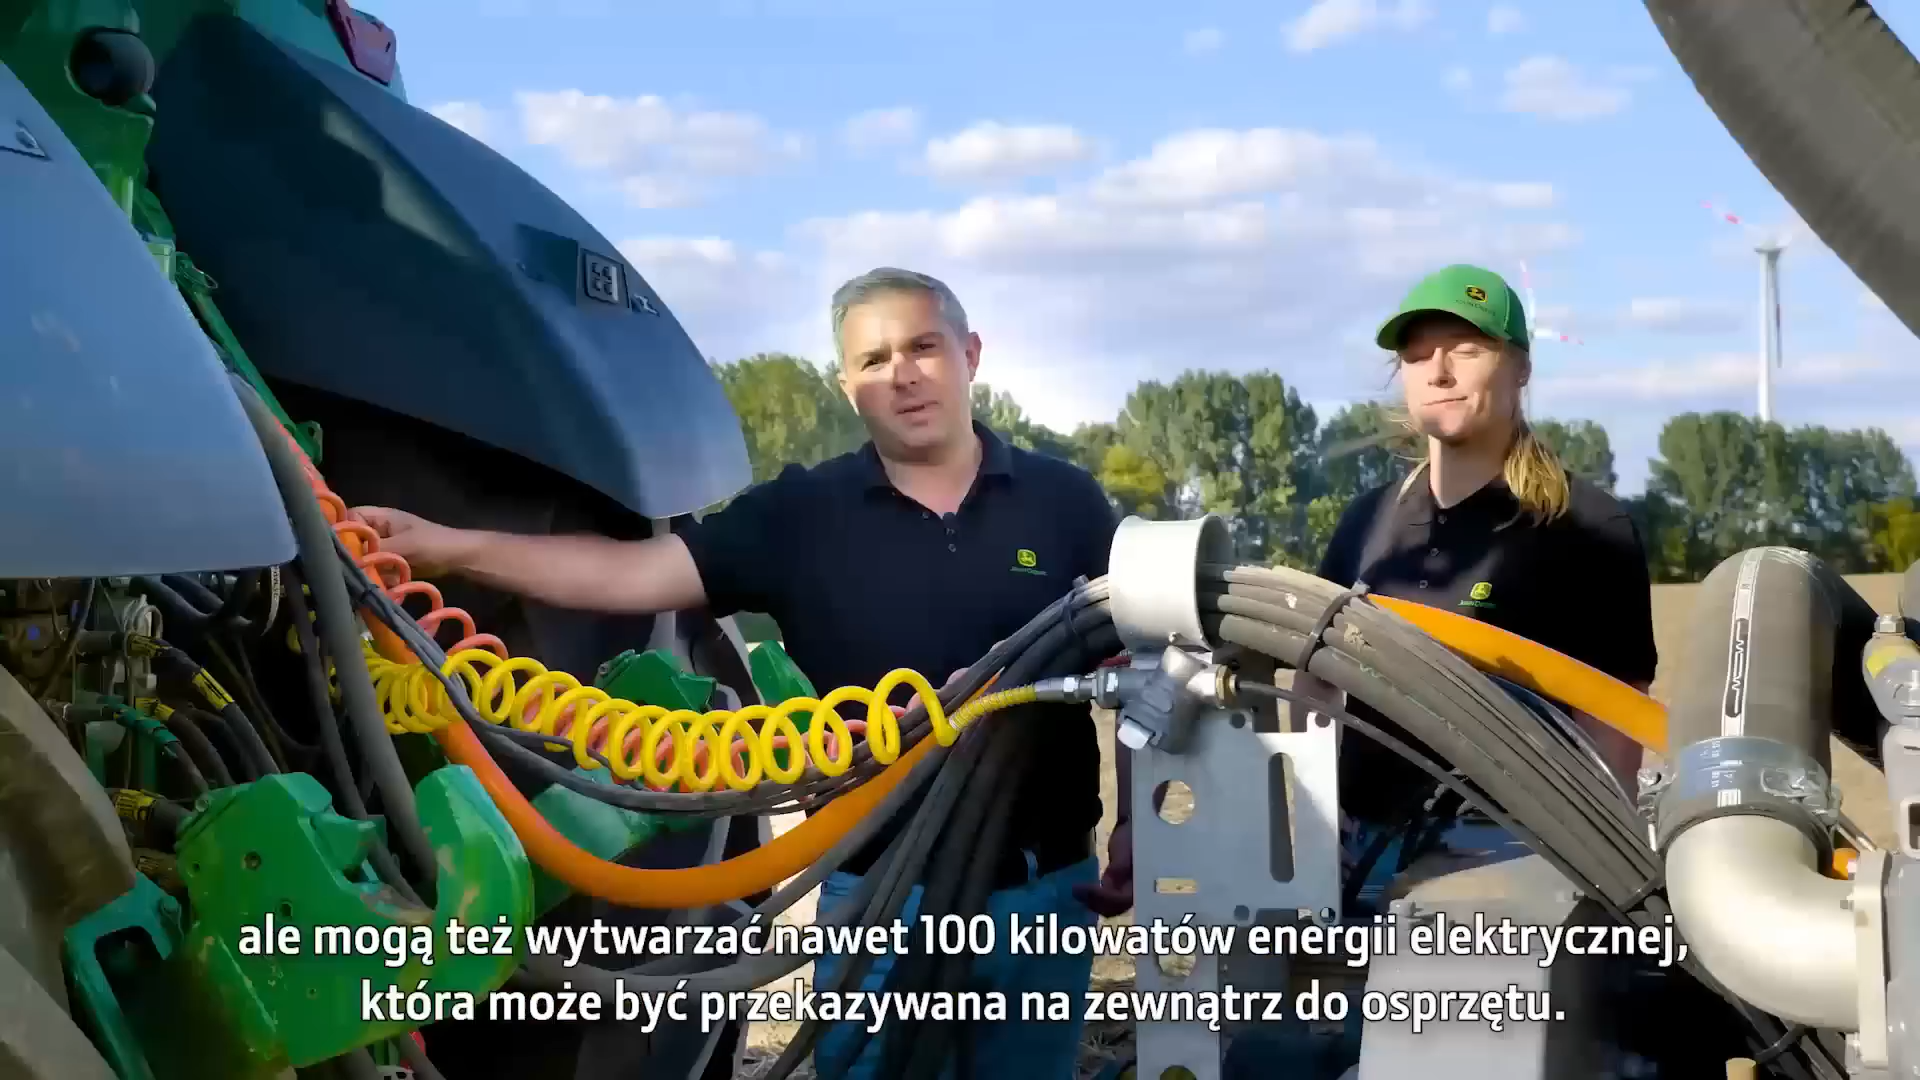 ale mogą też wytwarzać nawet 100 kilowatów energii elektrycznej,
która może być przekazywana na zewnątrz do osprzętu.